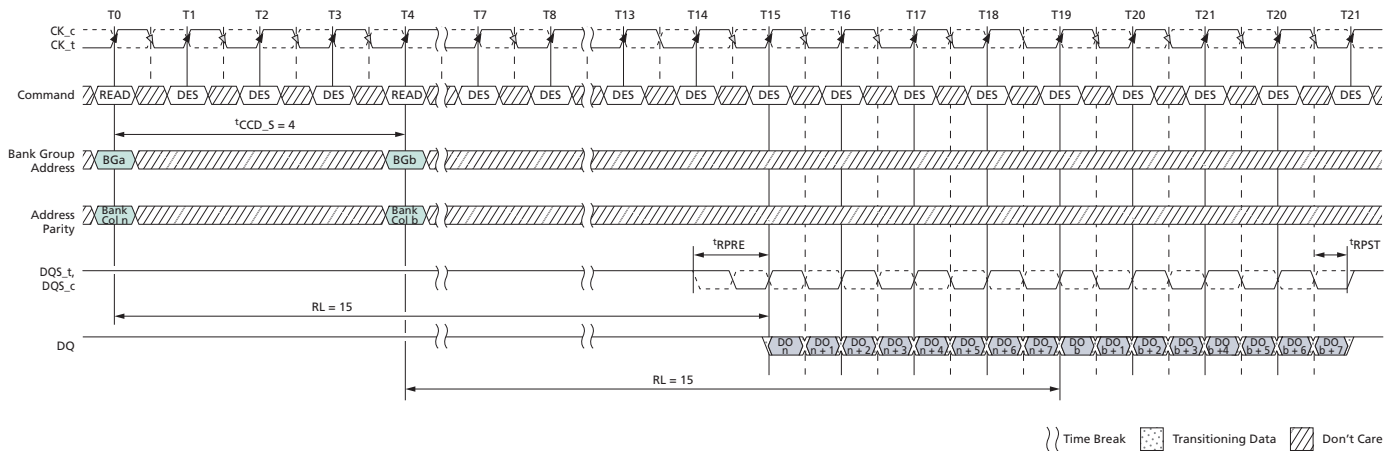 T0 T1 T2 T3 T4 T7 T8 T13 T14 T15 T16 T17 T18 T19 T20 T21 T20 T21
CK_c
CK_t
Command READ DES DES DES READ DES DES DES DES DES DES DES DES DES DES DES DES DES
tCCD_S = 4
Bank Group
Address
BGa BGb
Address
Parity
Bank
Col n
Bank
Col b
tRPRE tRPST
DQS_t,
DQS_c
RL = 15
DQ
DO
n
DO
n + 1
DO
n + 2
DO
n + 3
DO
n + 4
DO
n + 5
DO
n + 6
DO
n + 7
DO
b
DO
b + 1
DO
b + 2
DO
b + 3
DO
b +4
DO
b + 5
DO
b + 6
DO
b + 7
RL = 15
Time Break Transitioning Data Don't Care